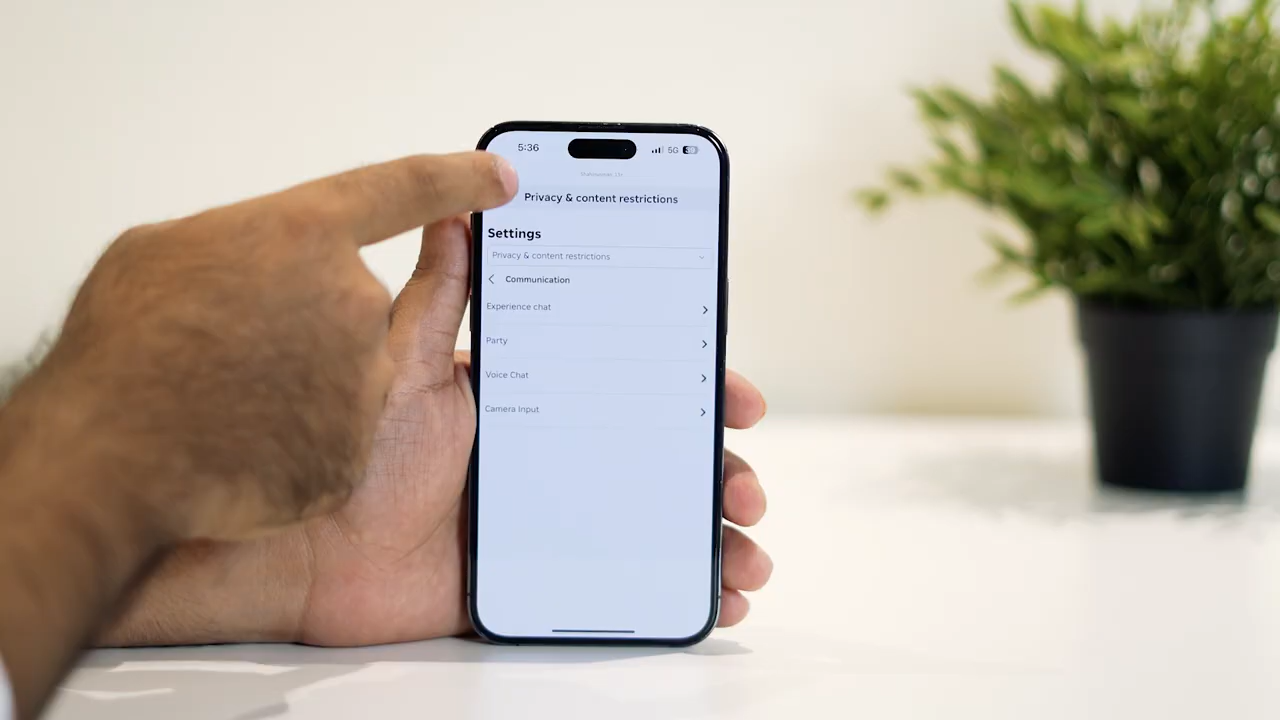 5:36 5G
Privacy & content restrictions
Settings
Privacy & content restrictions
Communication
Experience chat
Party
Voice Chat
Camera Input